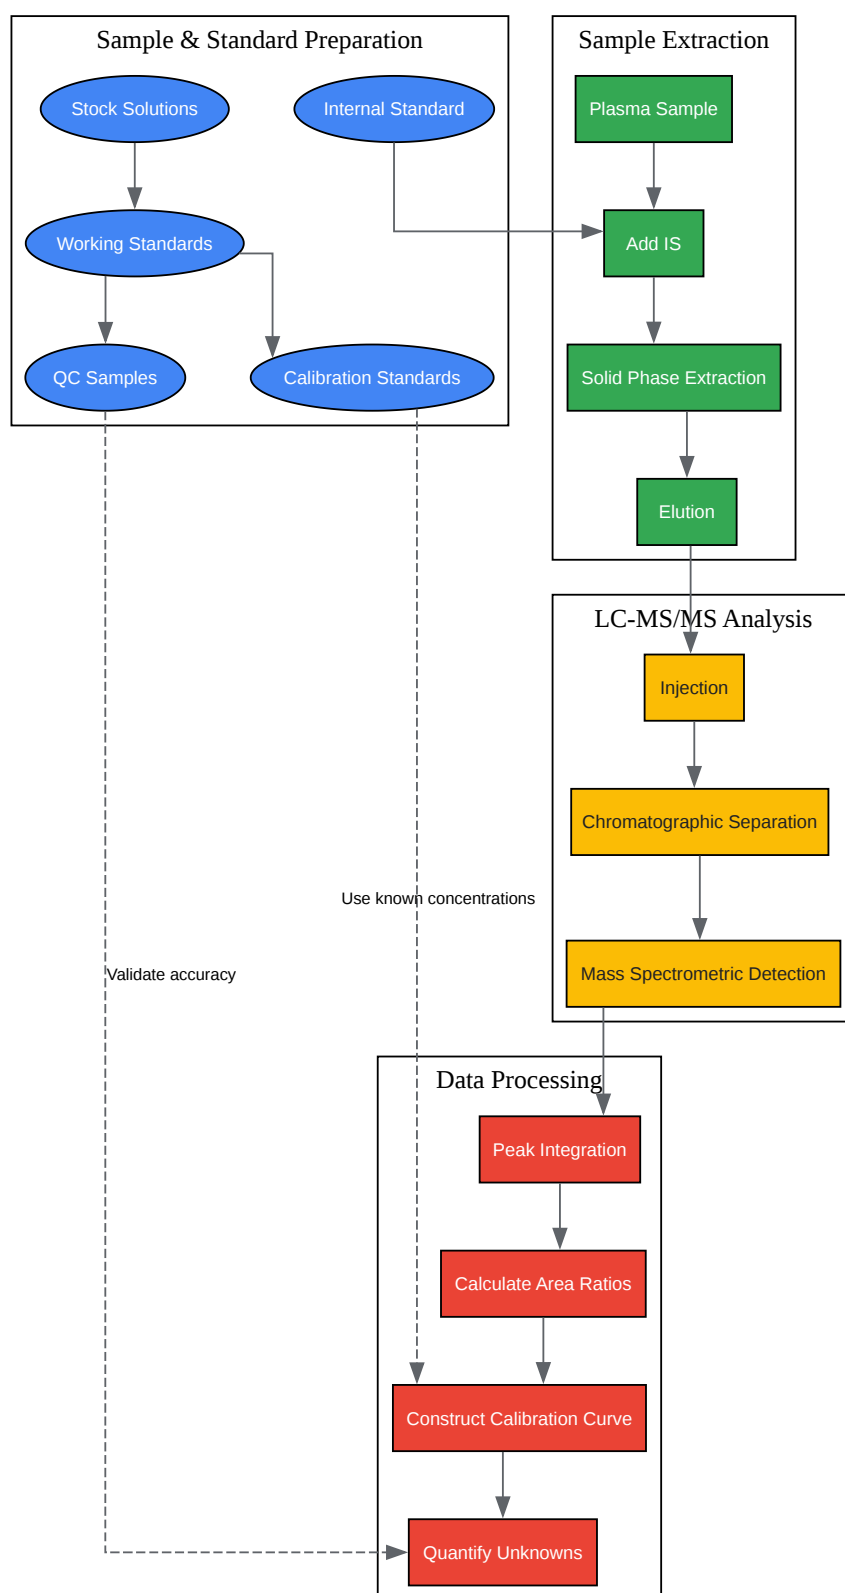 Sample & Standard Preparation
Stock Solutions
Internal Standard
Working Standards
QC Samples
Calibration Standards
Sample Extraction
Plasma Sample
Add IS
Solid Phase Extraction
Elution
LC-MS/MS Analysis
Injection
Chromatographic Separation
Mass Spectrometric Detection
Use known concentrations
Validate accuracy
Data Processing
Peak Integration
Calculate Area Ratios
Construct Calibration Curve
Quantify Unknowns